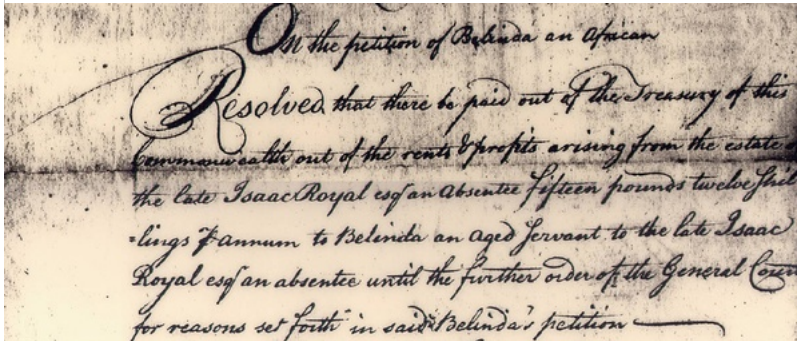 On the petition of Belinda an African
Resolved that there be paid out of the Treasury of this
Commonwealth out of the rents & profits arising from the estate of
the late Isaac Royal esqr an absentee fifteen pounds twelve shil
-lings ⅌ annum to Belinda an aged servant to the late Isaac
Royal esqr an absentee until the further order of the General Court
for reasons set forth in said Belinda's petition